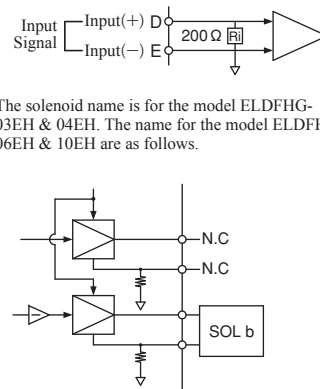 Input Signal
Input(+) D
Input(−) E
200 Ω Ri
The solenoid name is for the model ELDFHG-
03EH & 04EH. The name for the model ELDFH
06EH & 10EH are as follows.
N.C
N.C
SOL b